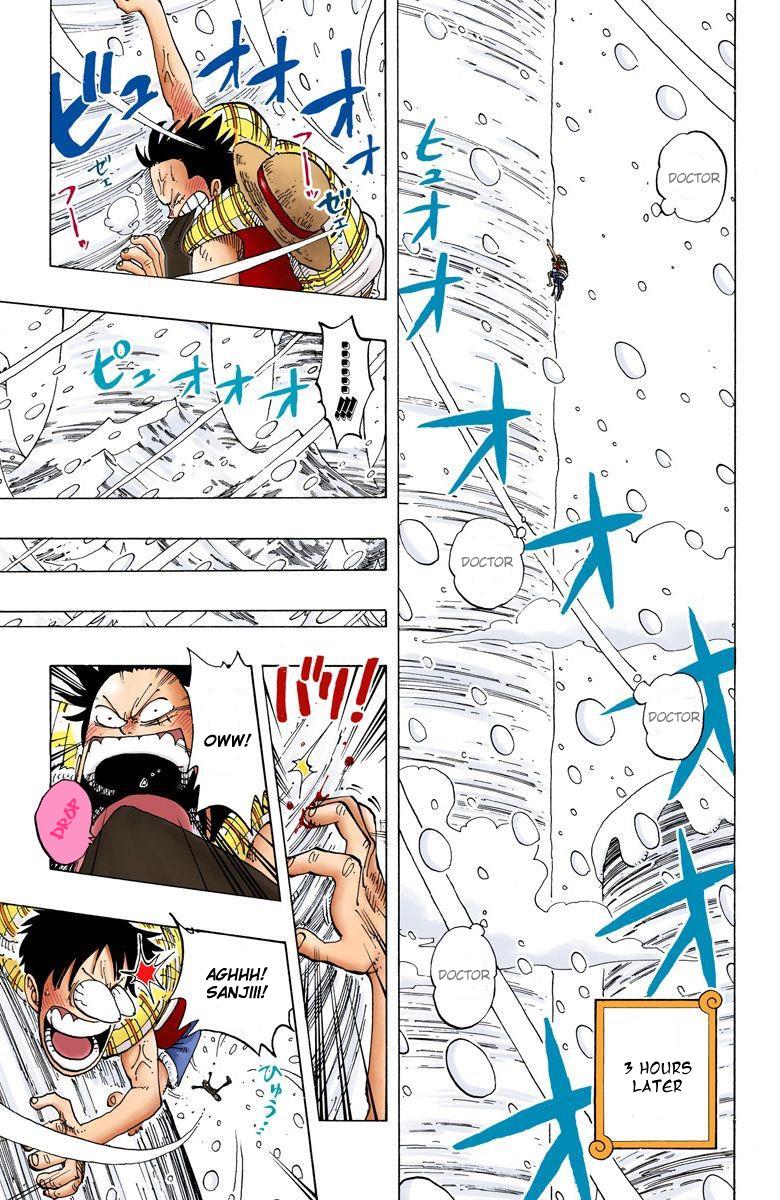 DOCTOR
ヒュオオオオオオオ
DOCTOR
DOCTOR
DOCTOR
3 HOURS
LATER
ビュオオオオ
フーッ
ゼェ
ゼェ
フーッ
!!!
ピュオオオオ
バリ!
OWW!
DROP
AGHHH!
SANJIII!
ひゅう…